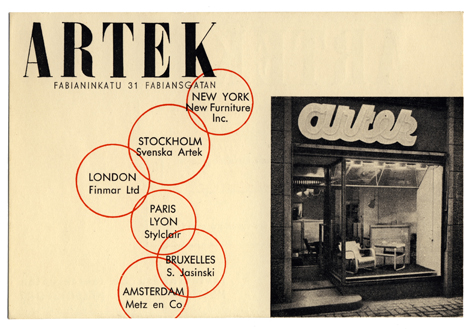 ARTEK
FABIANINKATU 31 FABIANSGATAN
NEW YORK
New Furniture
Inc.
STOCKHOLM
Svenska Artek
LONDON
Finmar Ltd
PARIS
LYON
Stylclair
BRUXELLES
S. Jasinski
AMSTERDAM
Metz en Co
artek